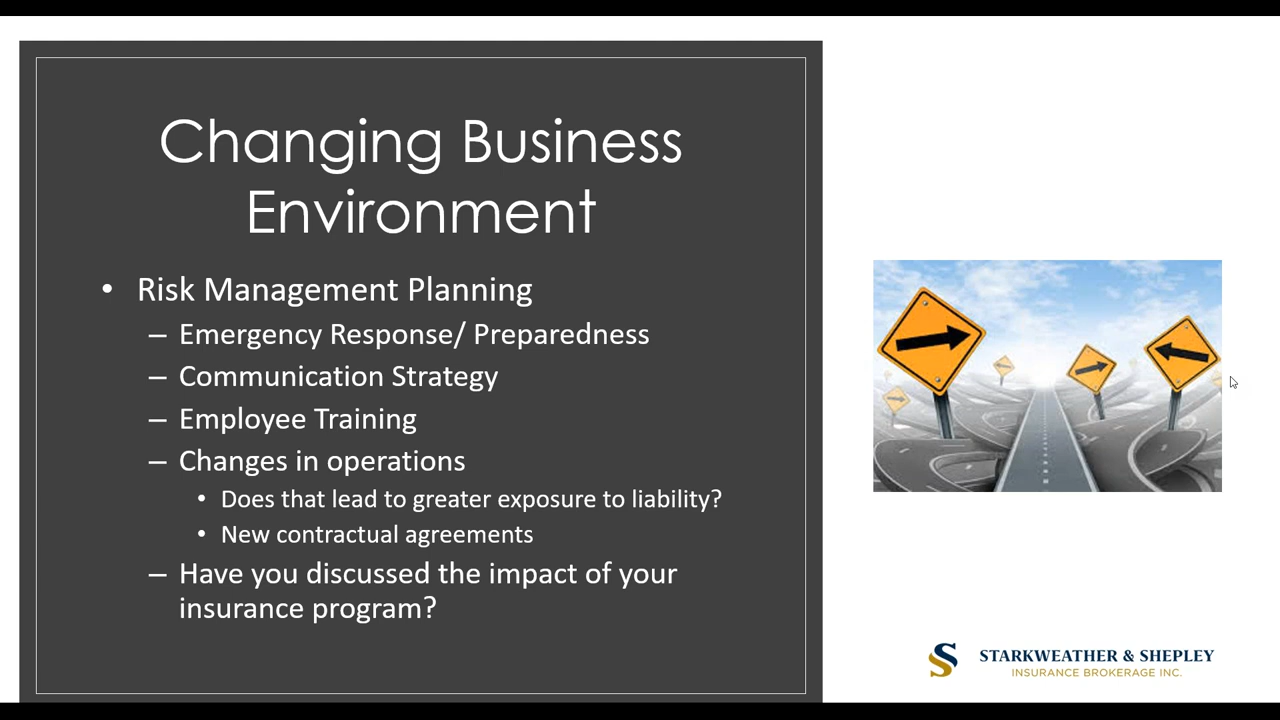 Changing Business
Environment
• Risk Management Planning
– Emergency Response/ Preparedness
– Communication Strategy
– Employee Training
– Changes in operations
• Does that lead to greater exposure to liability?
• New contractual agreements
– Have you discussed the impact of your
insurance program?
STARKWEATHER & SHEPLEY
INSURANCE BROKERAGE INC.